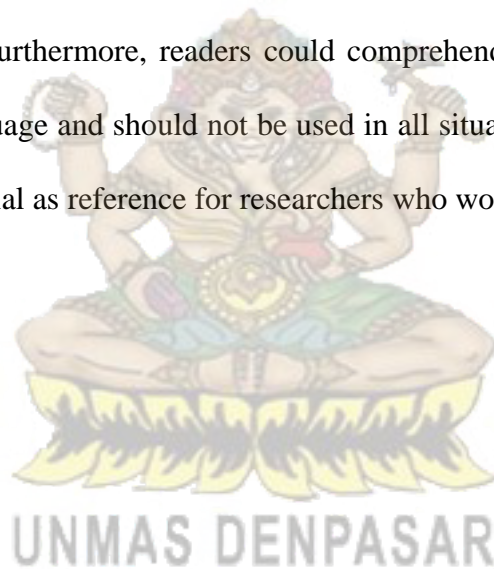 urthermore, readers could comprehend
uage and should not be used in all situa
ial as reference for researchers who wo
UNMAS DENPASAR